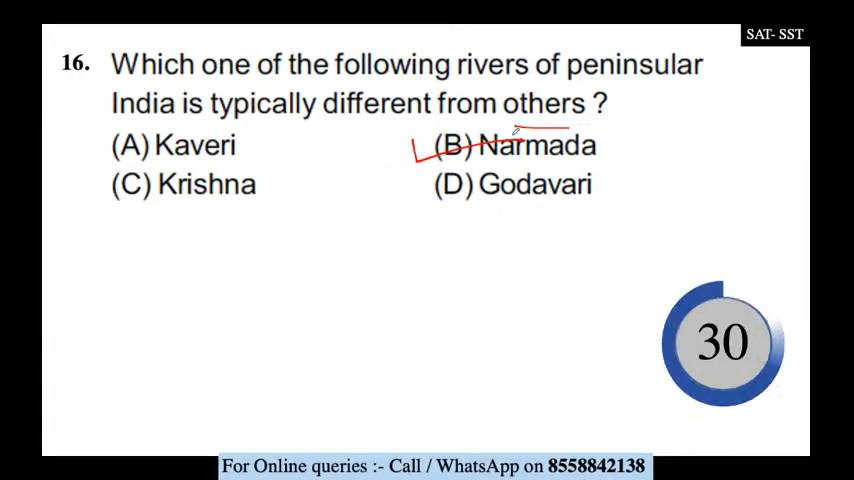 SAT- SST
16. Which one of the following rivers of peninsular
India is typically different from others ?
(A) Kaveri (B) Narmada
(C) Krishna (D) Godavari
30
For Online queries :- Call / WhatsApp on 8558842138